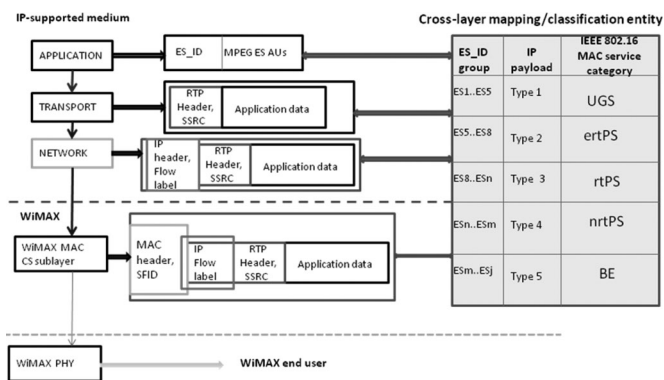 IP-supported medium
Cross-layer mapping/classification entity
APPLICATION
ES_ID
MPEG ES AUs
ES_ID
group
IP
payload
IEEE 802.16
MAC service
category
TRANSPORT
RTP
Header,
SSRC
Application data
ES1..ES5
Type 1
UGS
NETWORK
IP
header,
Flow
label
RTP
Header,
SSRC
Application data
ES5..ES8
Type 2
ertPS
ES8..ESn
Type 3
rtPS
WiMAX
WiMAX MAC
CS sublayer
MAC
header,
SFID
IP
Flow
label
RTP
Header,
SSRC
Application data
ESn..ESm
Type 4
nrtPS
ESm..ESj
Type 5
BE
WiMAX PHY
WiMAX end user